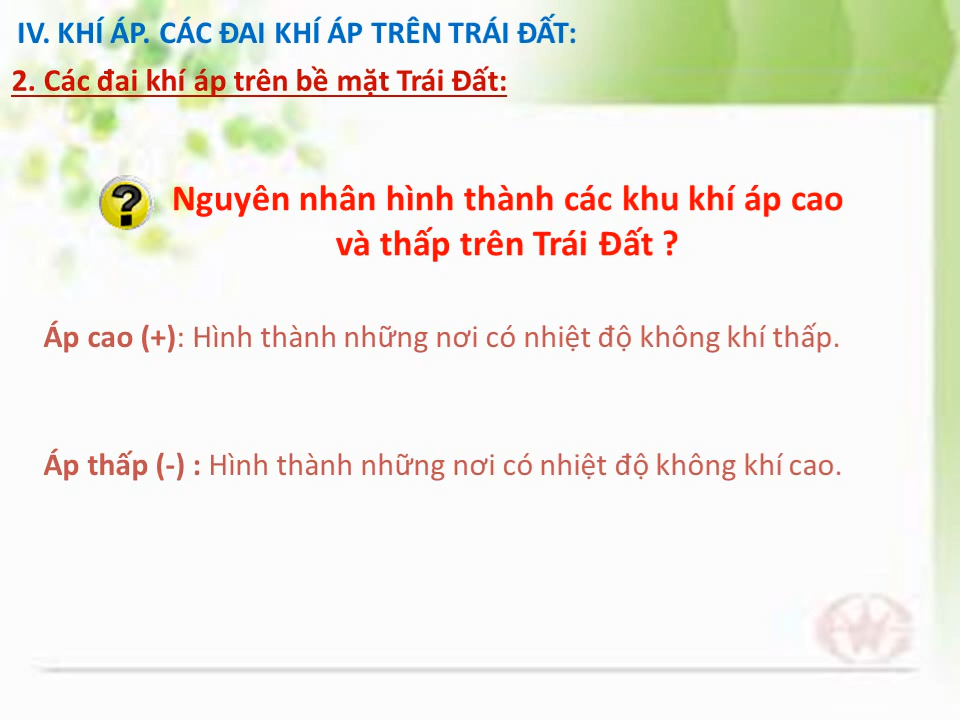 IV. KHÍ ÁP. CÁC ĐAI KHÍ ÁP TRÊN TRÁI ĐẤT:
2. Các đai khí áp trên bề mặt Trái Đất:
Nguyên nhân hình thành các khu khí áp cao
và thấp trên Trái Đất ?
Áp cao (+): Hình thành những nơi có nhiệt độ không khí thấp.
Áp thấp (-) : Hình thành những nơi có nhiệt độ không khí cao.